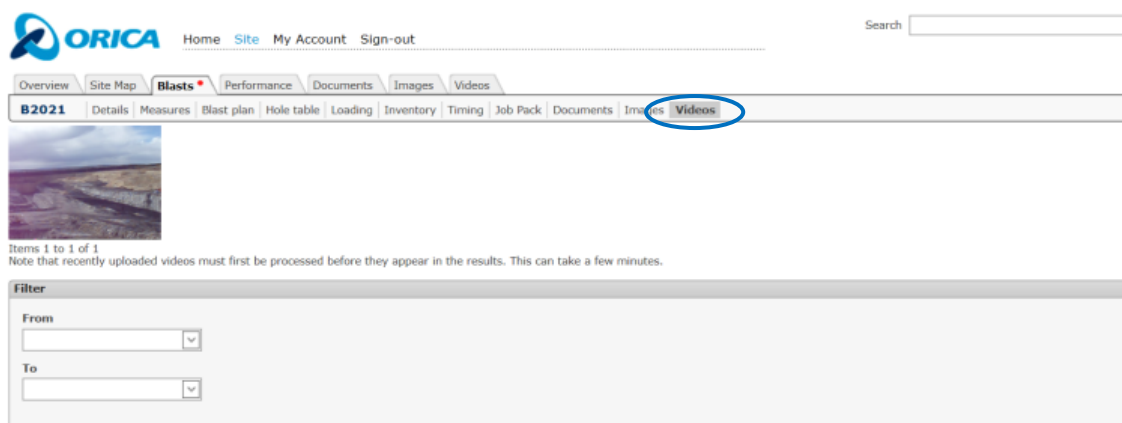 Search
ORICA Home Site My Account Sign-out
Overview Site Map Blasts Performance Documents Images Videos
B2021 Details Measures Blast plan Hole table Loading Inventory Timing Job Pack Documents Images Videos
Items 1 to 1 of 1
Note that recently uploaded videos must first be processed before they appear in the results. This can take a few minutes.
Filter
From
To